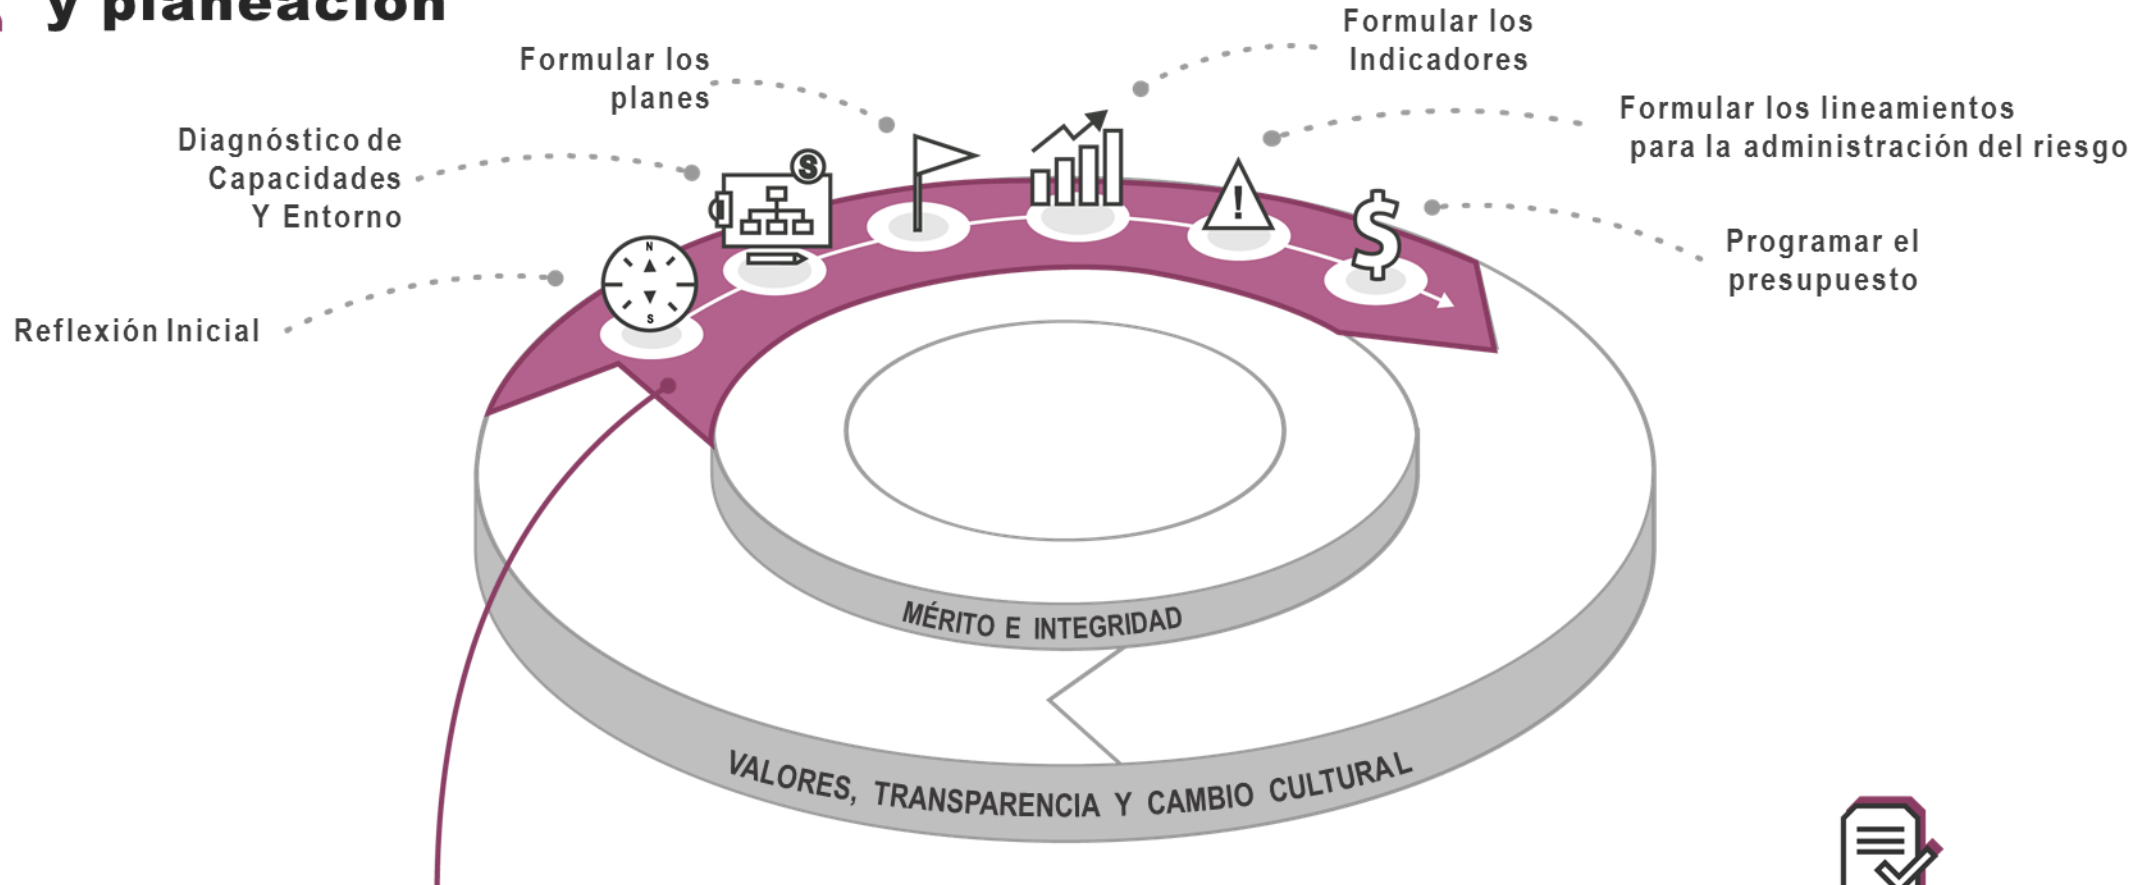 y planeación
Formular los
planes
Formular los
Indicadores
Diagnóstico de
Capacidades
Y Entorno
Formular los lineamientos
para la administración del riesgo
Reflexión Inicial
Programar el
presupuesto
$
N
S
!
$
MÉRITO E INTEGRIDAD
VALORES, TRANSPARENCIA Y CAMBIO CULTURAL